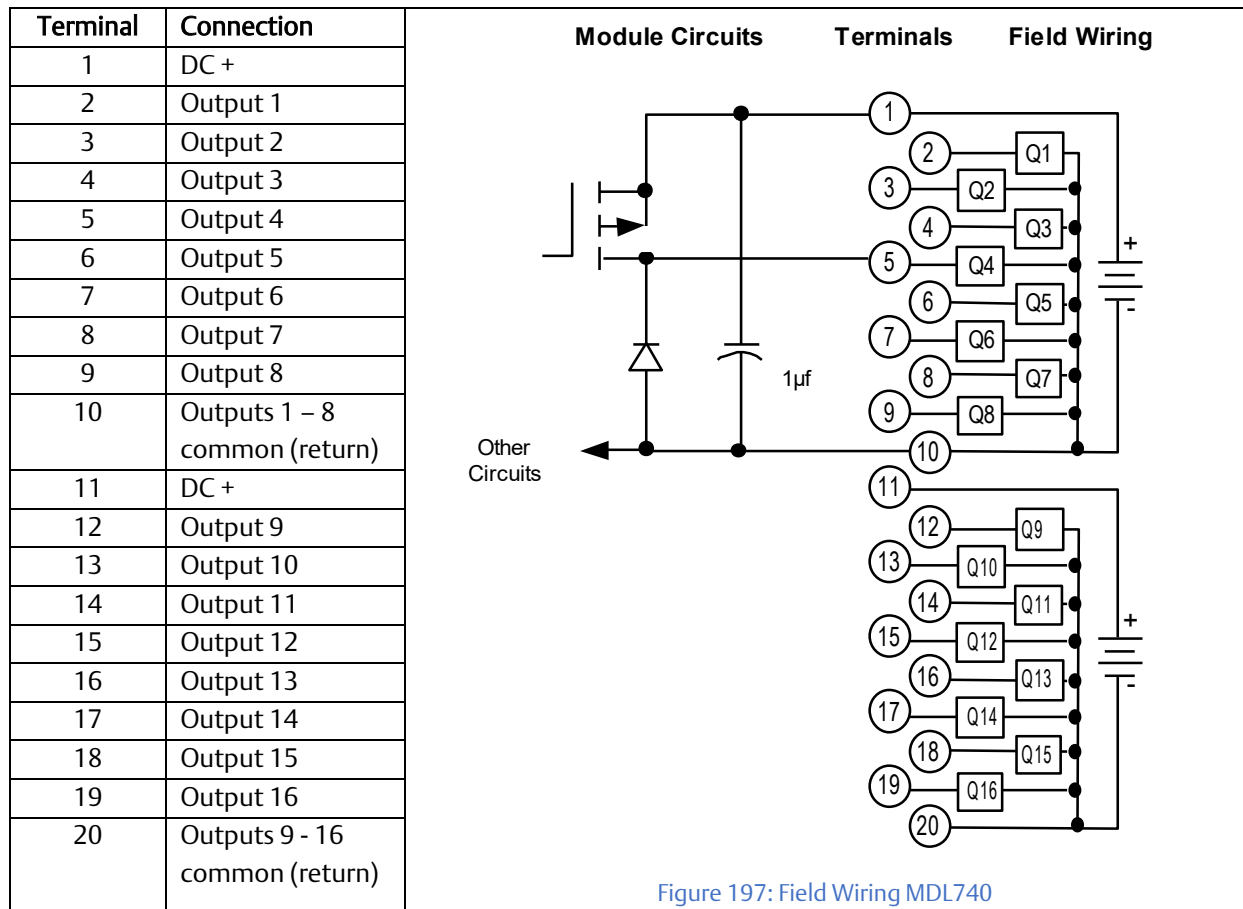 Terminal Connection
1 DC +
2 Output 1
3 Output 2
4 Output 3
5 Output 4
6 Output 5
7 Output 6
8 Output 7
9 Output 8
10 Outputs 1 – 8
common (return)
11 DC +
12 Output 9
13 Output 10
14 Output 11
15 Output 12
16 Output 13
17 Output 14
18 Output 15
19 Output 16
20 Outputs 9 - 16
common (return)
Module Circuits Terminals Field Wiring
1
2 Q1
3 Q2
4 Q3
+
5 Q4
6 Q5
-
7 Q6
8 Q7
1µf
9 Q8
Other
Circuits
10
11
12 Q9
13 Q10
14 Q11
+
15 Q12
16 Q13
-
17 Q14
18 Q15
19 Q16
20
Figure 197: Field Wiring MDL740